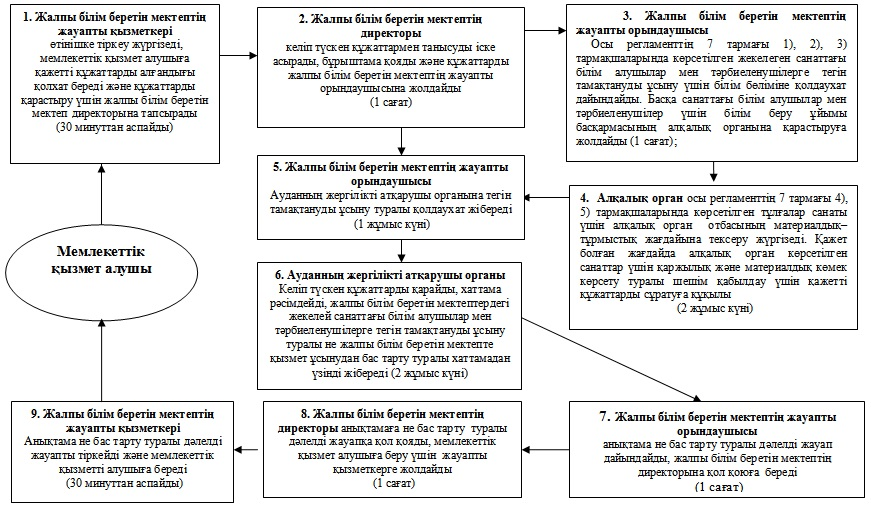 1. Жалпы білім беретін мектептің
жауапты қызметкері
өтінішке тіркеу жүргізеді,
мемлекеттік қызмет алушыға
қажетті құжаттарды алғандығы
қолхат береді және құжаттарды
қарастыру үшін жалпы білім беретін
мектеп директорына тапсырады
(30 минуттан аспайды)
2. Жалпы білім беретін мектептің
директоры
келіп түскен құжаттармен танысуды іске
асырады, бұрыштама қояды және құжаттарды
жалпы білім беретін мектептің жауапты
орындаушысына жолдайды
(1 сағат)
3. Жалпы білім беретін мектептің
жауапты орындаушысы
Осы регламенттің 7 тармағы 1), 2), 3)
тармақшаларында көрсетілген жекелеген санаттағы
білім алушылар мен тәрбиеленушілерге тегін
тамақтануды ұсыну үшін білім бөліміне қолдаухат
дайындайды. Басқа санаттағы білім алушылар мен
тәрбиеленушілер үшін білім беру ұйымы
басқармасының алқалық органына қарастыруға
жолдайды (1 сағат);
4. Алқалық орган осы регламенттің 7 тармағы 4),
5) тармақшаларында көрсетілген тұлғалар санаты
үшін алқалық орган отбасының материалдық–
тұрмыстық жағдайына тексеру жүргізеді. Қажет
болған жағдайда алқалық орган көрсетілген
санаттар үшін қаржылық және материалдық көмек
көрсету туралы шешім қабылдау үшін қажетті
құжаттарды сұратуға құқылы
(2 жұмыс күні)
5. Жалпы білім беретін мектептің жауапты
орындаушысы
Ауданның жергілікті атқарушы органына тегін
тамақтануды ұсыну туралы қолдаухат жібереді
(1 жұмыс күні)
Мемлекеттік
қызмет алушы
6. Ауданның жергілікті атқарушы органы
Келіп түскен құжаттарды қарайды, хаттама
рәсімдейді, жалпы білім беретін мектептердегі
жекелей санаттағы білім алушылар мен
тәрбиеленушілерге тегін тамақтануды ұсыну
туралы не жалпы білім беретін мектепте
қызмет ұсынудан бас тарту туралы хаттамадан
үзінді жібереді (2 жұмыс күні)
7. Жалпы білім беретін мектептің жауапты
орындаушысы
анықтама не бас тарту туралы дәлелді жауап
дайындайды, жалпы білім беретін мектептің
директорына қол қоюға береді
(1 сағат)
8. Жалпы білім беретін мектептің
директоры анықтамаға не бас тарту туралы
дәлелді жауапқа қол қояды, мемлекеттік
қызмет алушыға беру үшін жауапты
қызметкерге жолдайды
(1 сағат)
9. Жалпы білім беретін мектептің
жауапты қызметкері
Анықтама не бас тарту туралы дәлелді
жауапты тіркейді және мемлекеттік
қызметті алушыға береді
(30 минуттан аспайды)